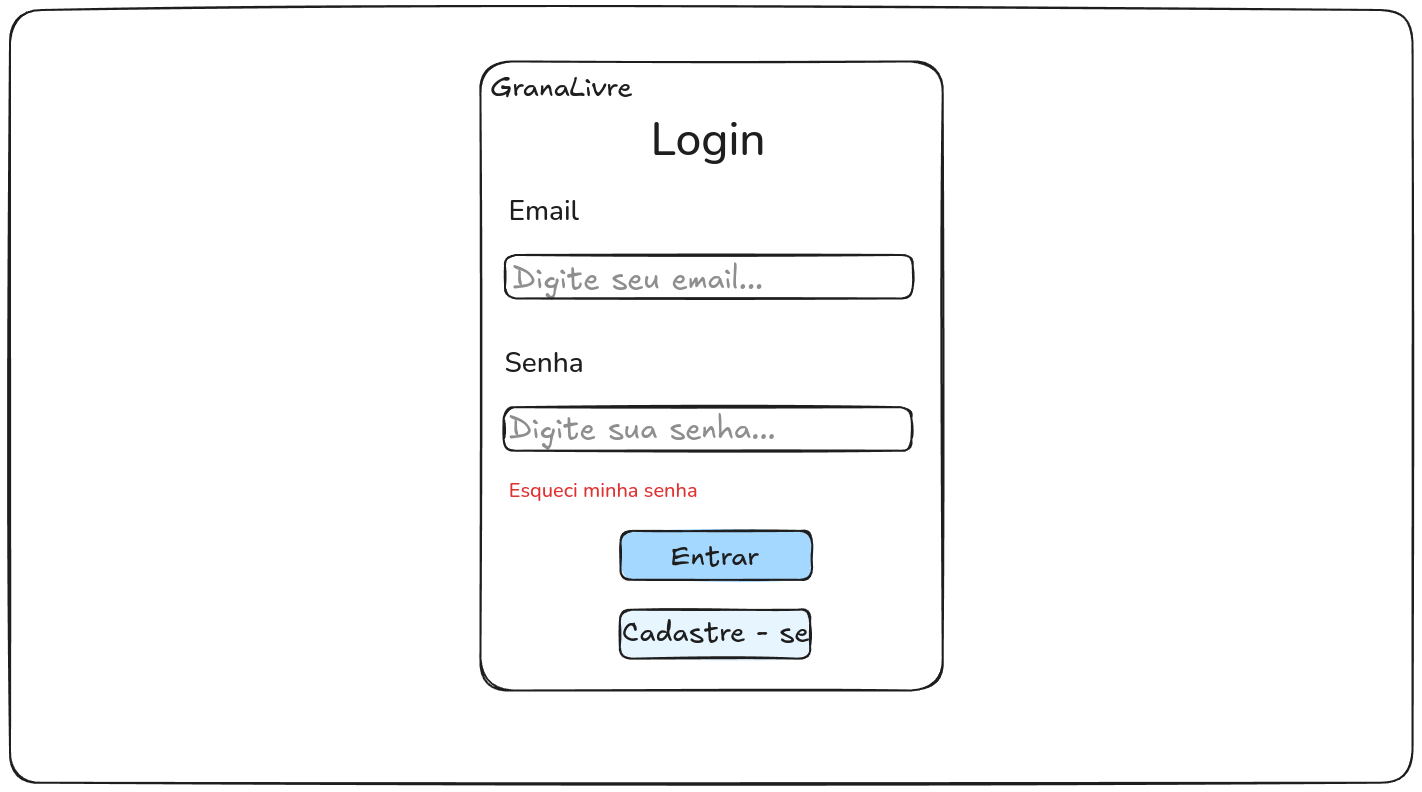 GranaLivre
Login
Email
Digite seu email...
Senha
Digite sua senha...
Esqueci minha senha
Entrar
Cadastre - se